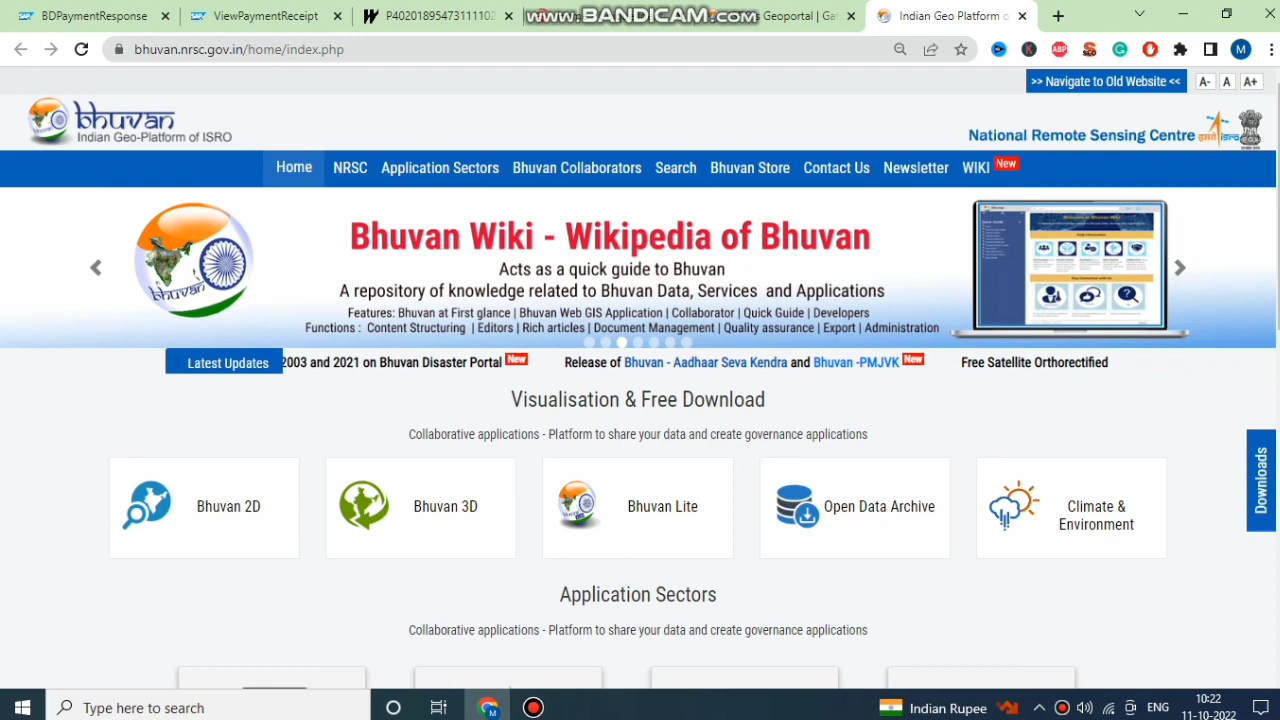 BDPaymentResponse
ViewPaymentReceipt
P40201895473111102
Geoportal | Ga
Indian Geo Platform o
www.BANDICAM.com
bhuvan.nrsc.gov.in/home/index.php
>> Navigate to Old Website <<
A-
A
A+
bhuvan
Indian Geo-Platform of ISRO
National Remote Sensing Centre
इसरो isro
Home
NRSC
Application Sectors
Bhuvan Collaborators
Search
Bhuvan Store
Contact Us
Newsletter
WIKI New
Bhuvan Wiki - Wikipedia of Bhuvan
Acts as a quick guide to Bhuvan
A repository of knowledge related to Bhuvan Data, Services and Applications
Features: Bhuvan at First glance | Bhuvan Web GIS Application | Collaborator | Quick Guide | Developers
Functions: Content Structuring | Editors | Rich articles | Document Management | Quality assurance | Export | Administration
bhuvan
Latest Updates
2003 and 2021 on Bhuvan Disaster Portal New
Release of Bhuvan - Aadhaar Seva Kendra and Bhuvan -PMJVK New
Free Satellite Orthorectified
Visualisation & Free Download
Collaborative applications - Platform to share your data and create governance applications
Bhuvan 2D
Bhuvan 3D
Bhuvan Lite
Open Data Archive
Climate &
Environment
Downloads
Application Sectors
Collaborative applications - Platform to share your data and create governance applications
Type here to search
Indian Rupee
ENG
10:22
11-10-2022